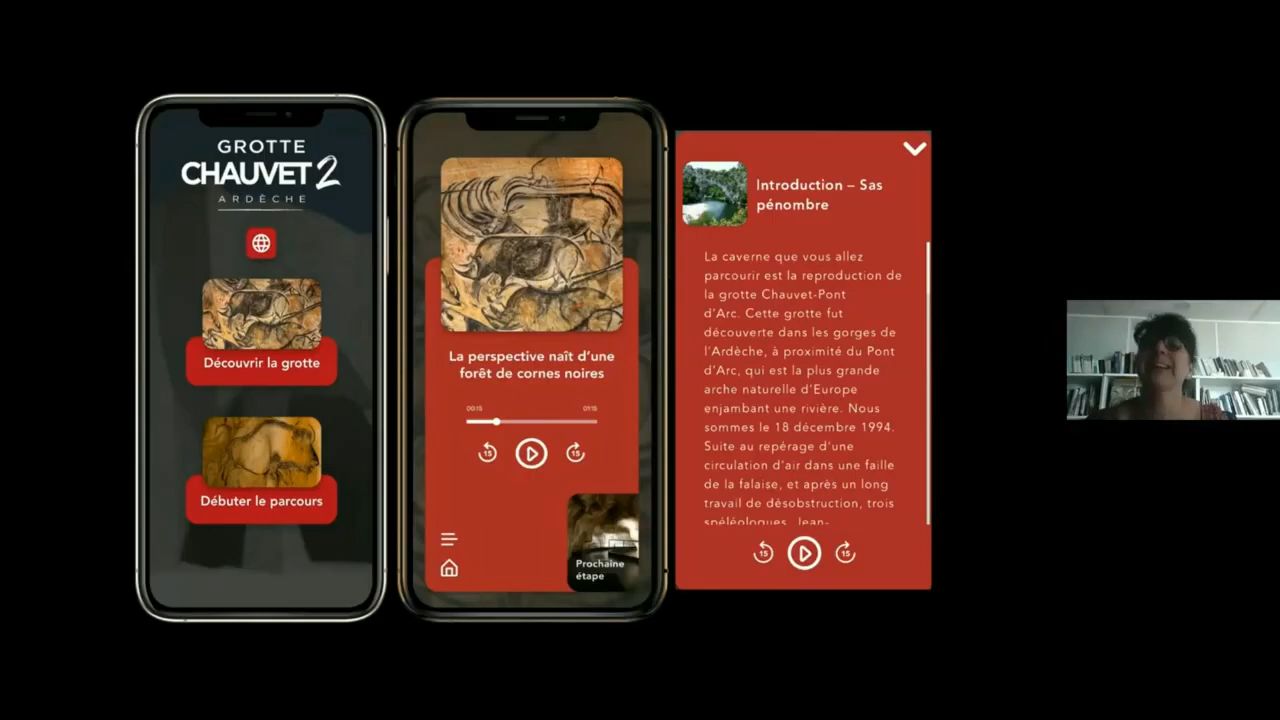 GROTTE
CHAUVET 2
ARDÈCHE
Découvrir la grotte
Débuter le parcours
La perspective naît d'une
forêt de cornes noires
00:15
01:15
15
15
Prochaine
étape
Introduction – Sas
pénombre
La caverne que vous allez
parcourir est la reproduction de
la grotte Chauvet-Pont
d'Arc. Cette grotte fut
découverte dans les gorges de
l'Ardèche, à proximité du Pont
d'Arc, qui est la plus grande
arche naturelle d'Europe
enjambant une rivière. Nous
sommes le 18 décembre 1994.
Suite au repérage d'une
circulation d'air dans une faille
de la falaise, et après un long
travail de désobstruction, trois
spéléologues, Jean-
15
15